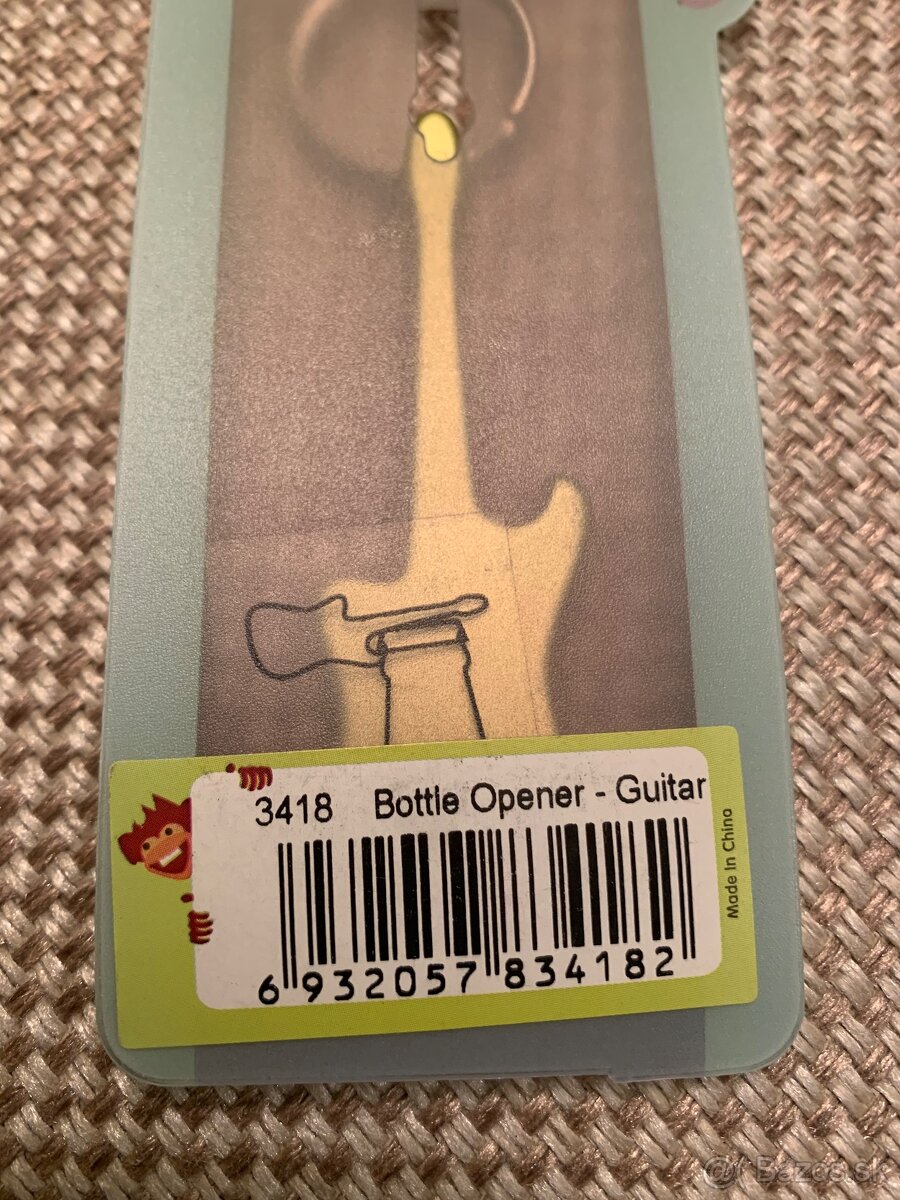 3418 Bottle Opener - Guitar
Made In China
6 932057 834182
@ Bazos.sk